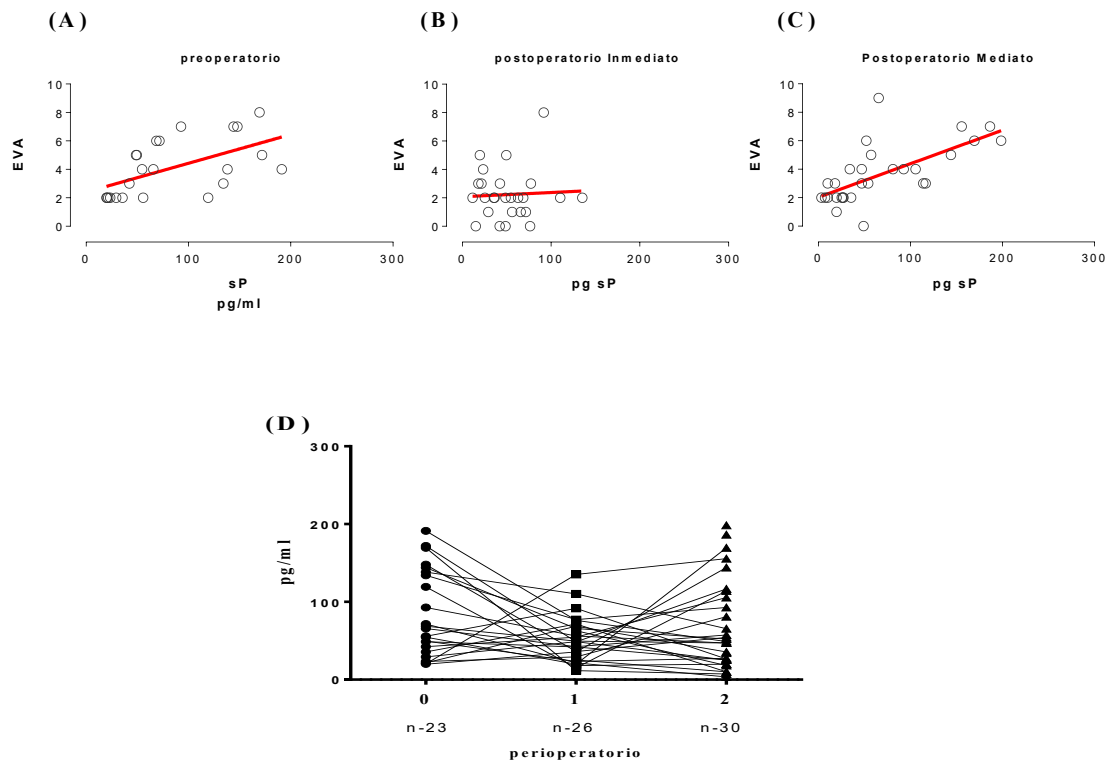 (A)
preoperatorio
10
8
6
4
2
0
EVA
0 100 200 300
sP
pg/ml
(B)
postoperatorio Inmediato
10
8
6
4
2
0
EVA
0 100 200 300
pg sP
(C)
Postoperatorio Mediato
10
8
6
4
2
0
EVA
0 100 200 300
pg sP
(D)
300
200
100
0
pg/ml
0 1 2
n-23 n-26 n-30
perioperatorio